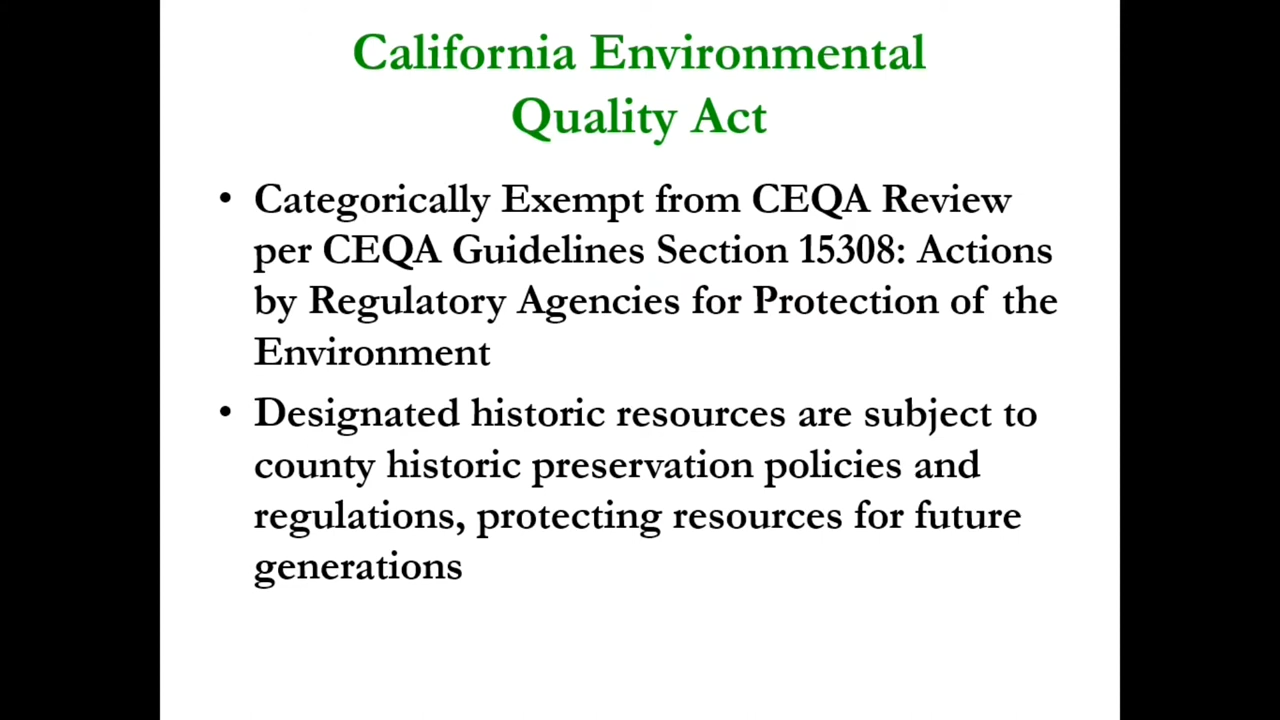 California Environmental
Quality Act
• Categorically Exempt from CEQA Review
per CEQA Guidelines Section 15308: Actions
by Regulatory Agencies for Protection of the
Environment
• Designated historic resources are subject to
county historic preservation policies and
regulations, protecting resources for future
generations